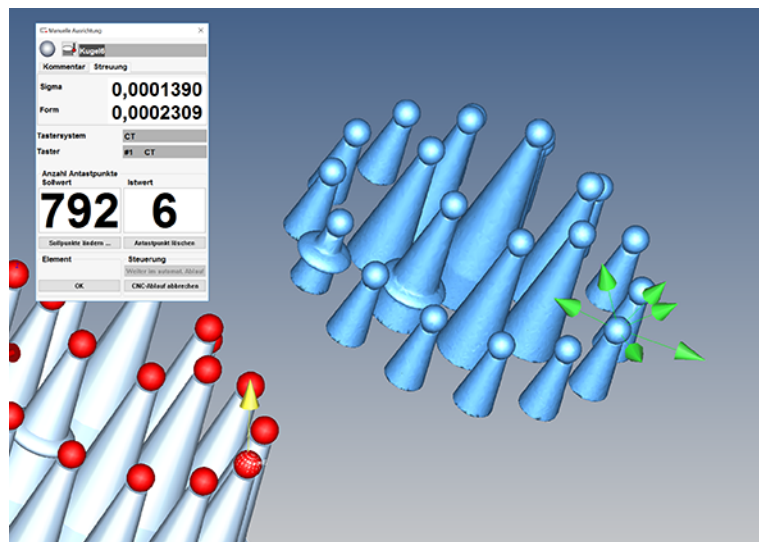 Manuelle Ausrichtung
Kugel6
Kommentar Streuung
Sigma 0,0001390
Form 0,0002309
Tastersystem CT
Taster #1 CT
Anzahl Antastpunkte
Sollwert Istwert
792 6
Sollpunkte ändern ... Antastpunkt löschen
Element Steuerung
Weiter im automat. Ablauf
OK CNC-Ablauf abbrechen